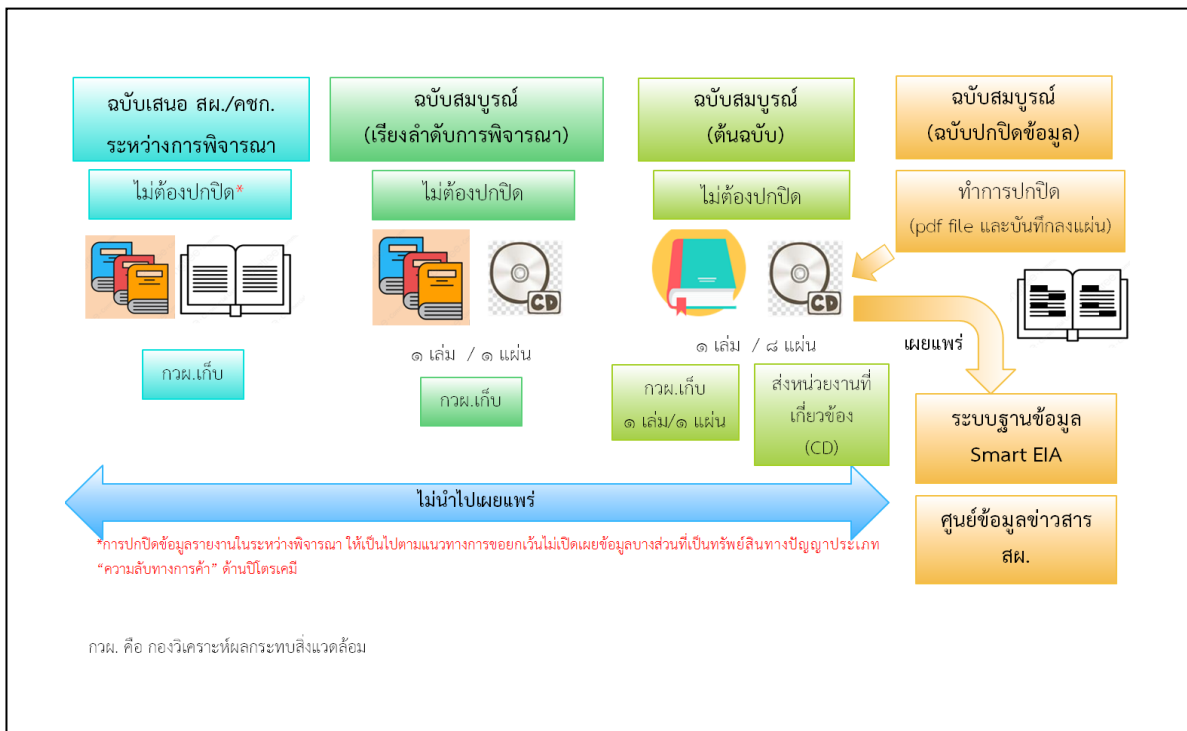 ฉบับเสนอ สผ./คชก.
ระหว่างการพิจารณา
ไม่ต้องปกปิด*
กวผ.เก็บ
ฉบับสมบูรณ์
(เรียงลำดับการพิจารณา)
ไม่ต้องปกปิด
CD
๑ เล่ม / ๑ แผ่น
กวผ.เก็บ
ฉบับสมบูรณ์
(ต้นฉบับ)
ไม่ต้องปกปิด
CD
๑ เล่ม / ๘ แผ่น
กวผ.เก็บ
๑ เล่ม/๑ แผ่น
ส่งหน่วยงานที่
เกี่ยวข้อง
(CD)
ฉบับสมบูรณ์
(ฉบับปกปิดข้อมูล)
ทำการปกปิด
(pdf file และบันทึกลงแผ่น)
เผยแพร่
ระบบฐานข้อมูล
Smart EIA
ศูนย์ข้อมูลข่าวสาร
สผ.
ไม่นำไปเผยแพร่
*การปกปิดข้อมูลรายงานในระหว่างพิจารณา ให้เป็นไปตามแนวทางการขอยกเว้นไม่เปิดเผยข้อมูลบางส่วนที่เป็นทรัพย์สินทางปัญญาประเภท
“ความลับทางการค้า” ด้านปิโตรเคมี
กวผ. คือ กองวิเคราะห์ผลกระทบสิ่งแวดล้อม